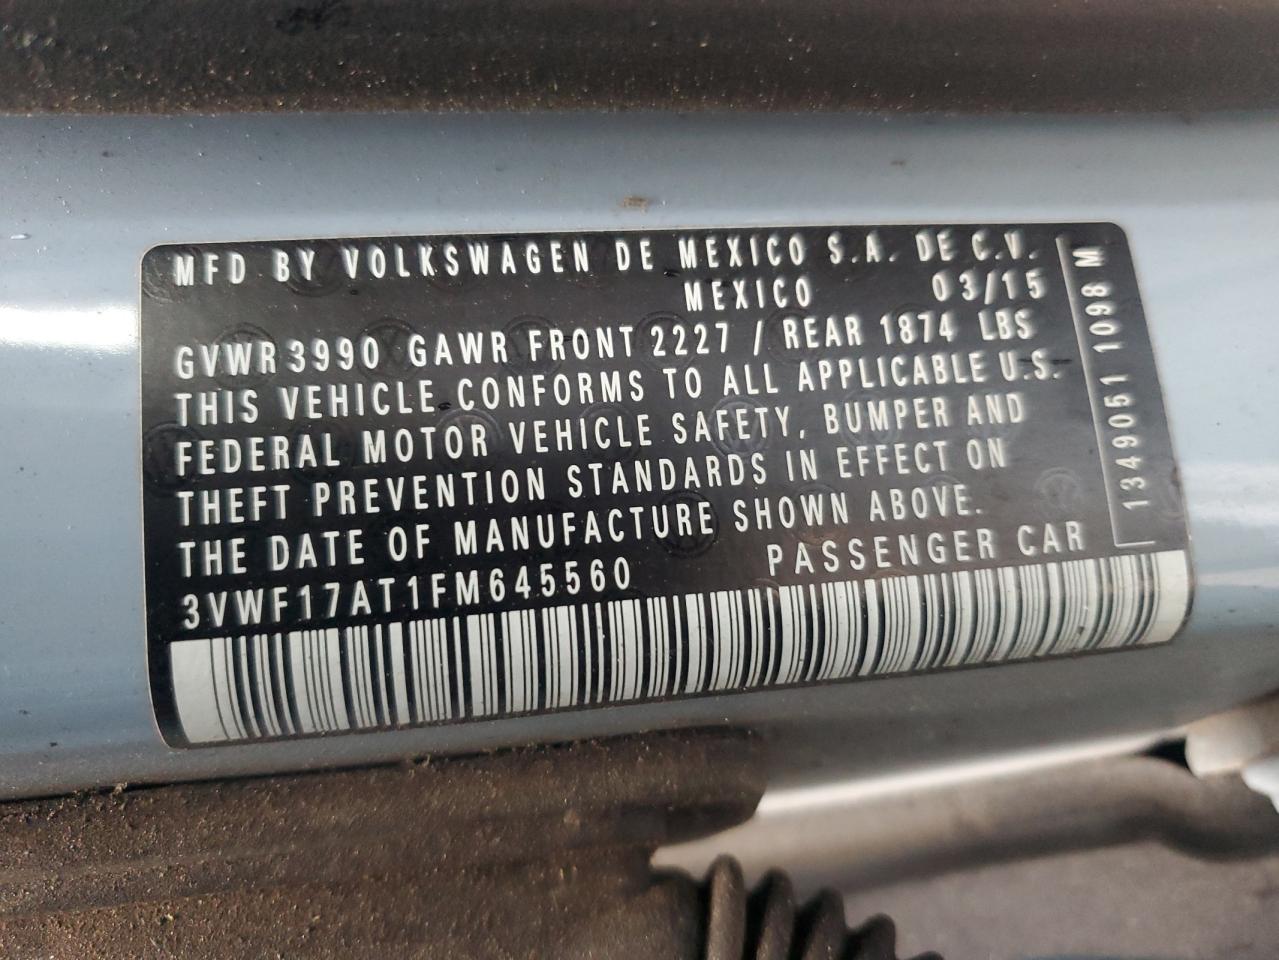 MFD BY VOLKSWAGEN DE MEXICO S.A. DE C.V.
MEXICO 03/15
GVWR 3990 GAWR FRONT 2227 / REAR 1874 LBS
THIS VEHICLE CONFORMS TO ALL APPLICABLE U.S.
FEDERAL MOTOR VEHICLE SAFETY, BUMPER AND
THEFT PREVENTION STANDARDS IN EFFECT ON
THE DATE OF MANUFACTURE SHOWN ABOVE.
3VWF17AT1FM645560 PASSENGER CAR
1349051 1098 M